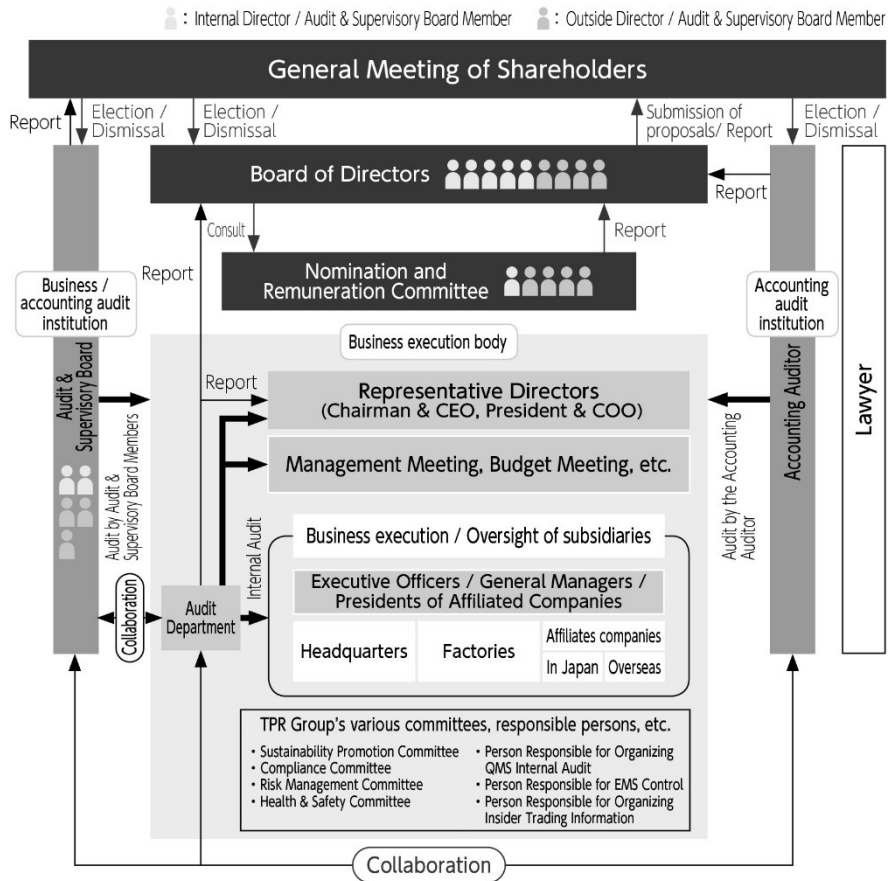 : Internal Director / Audit & Supervisory Board Member
: Outside Director / Audit & Supervisory Board Member
General Meeting of Shareholders
Report
Election /
Dismissal
Election /
Dismissal
Submission of
proposals/ Report
Election /
Dismissal
Board of Directors
Report
Consult
Report
Report
Nomination and
Remuneration Committee
Business /
accounting audit
institution
Accounting
audit
institution
Business execution body
Audit &
Supervisory Board
Report
Representative Directors
(Chairman & CEO, President & COO)
Accounting Auditor
Lawyer
Management Meeting, Budget Meeting, etc.
Audit by Audit &
Supervisory Board Members
Audit by the Accounting
Auditor
Internal Audit
Business execution / Oversight of subsidiaries
Executive Officers / General Managers /
Presidents of Affiliated Companies
Collaboration
Audit
Department
Headquarters
Factories
Affiliates companies
In Japan
Overseas
TPR Group's various committees, responsible persons, etc.
・Sustainability Promotion Committee
・Compliance Committee
・Risk Management Committee
・Health & Safety Committee
・Person Responsible for Organizing
QMS Internal Audit
・Person Responsible for EMS Control
・Person Responsible for Organizing
Insider Trading Information
Collaboration